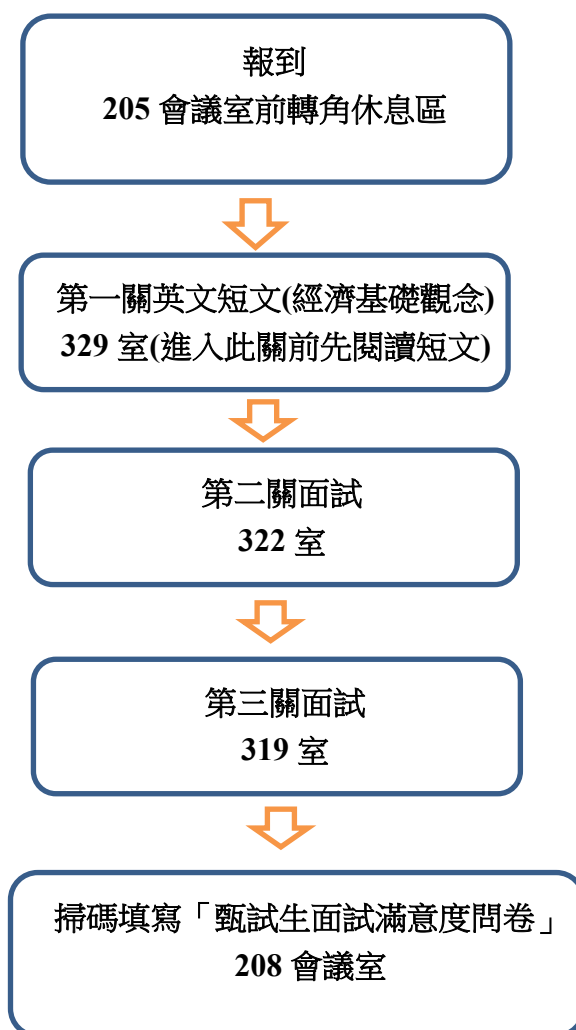 報到
205 會議室前轉角休息區
第一關英文短文(經濟基礎觀念)
329 室(進入此關前先閱讀短文)
第二關面試
322 室
第三關面試
319 室
掃碼填寫「甄試生面試滿意度問卷」
208 會議室